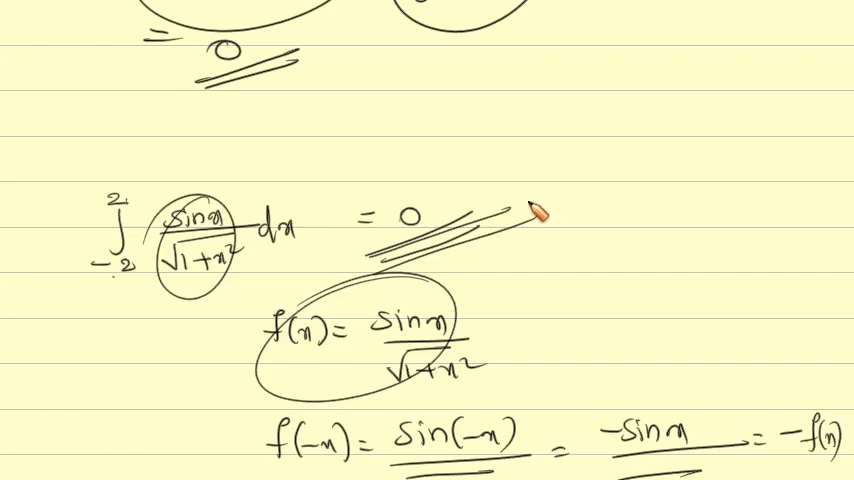 = 0
∫_{-2}^{2} sinx/√1+x² dx = 0
f(x) = sinx/√1+x²
f(-x) = sin(-x) = -sinx = -f(x)